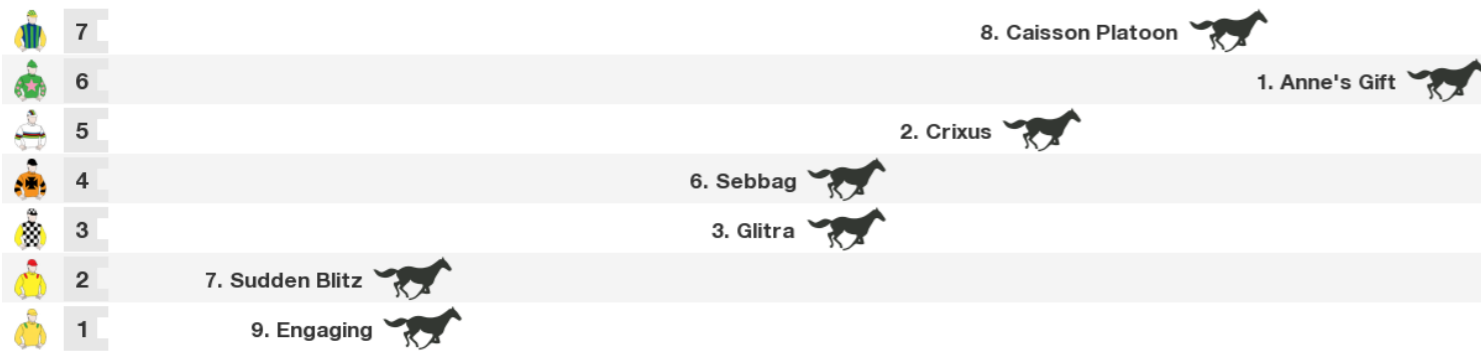 7 8. Caisson Platoon
6 1. Anne's Gift
5 2. Crixus
4 6. Sebbag
3 3. Glitra
2 7. Sudden Blitz
1 9. Engaging